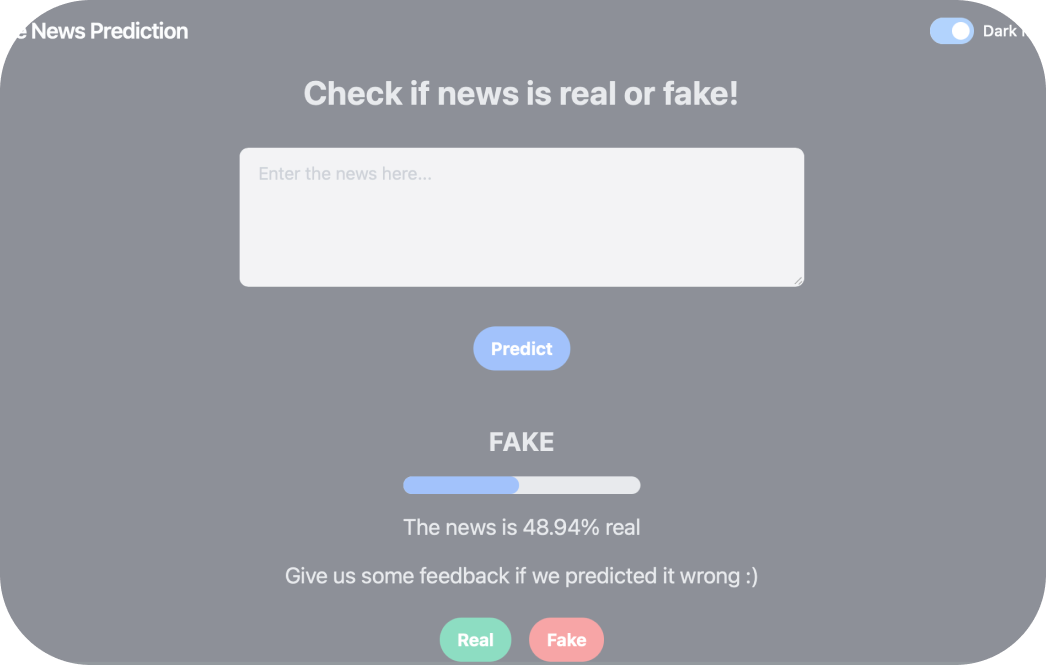 News Prediction
Dark
Check if news is real or fake!
Enter the news here...
Predict
FAKE
The news is 48.94% real
Give us some feedback if we predicted it wrong :)
Real
Fake